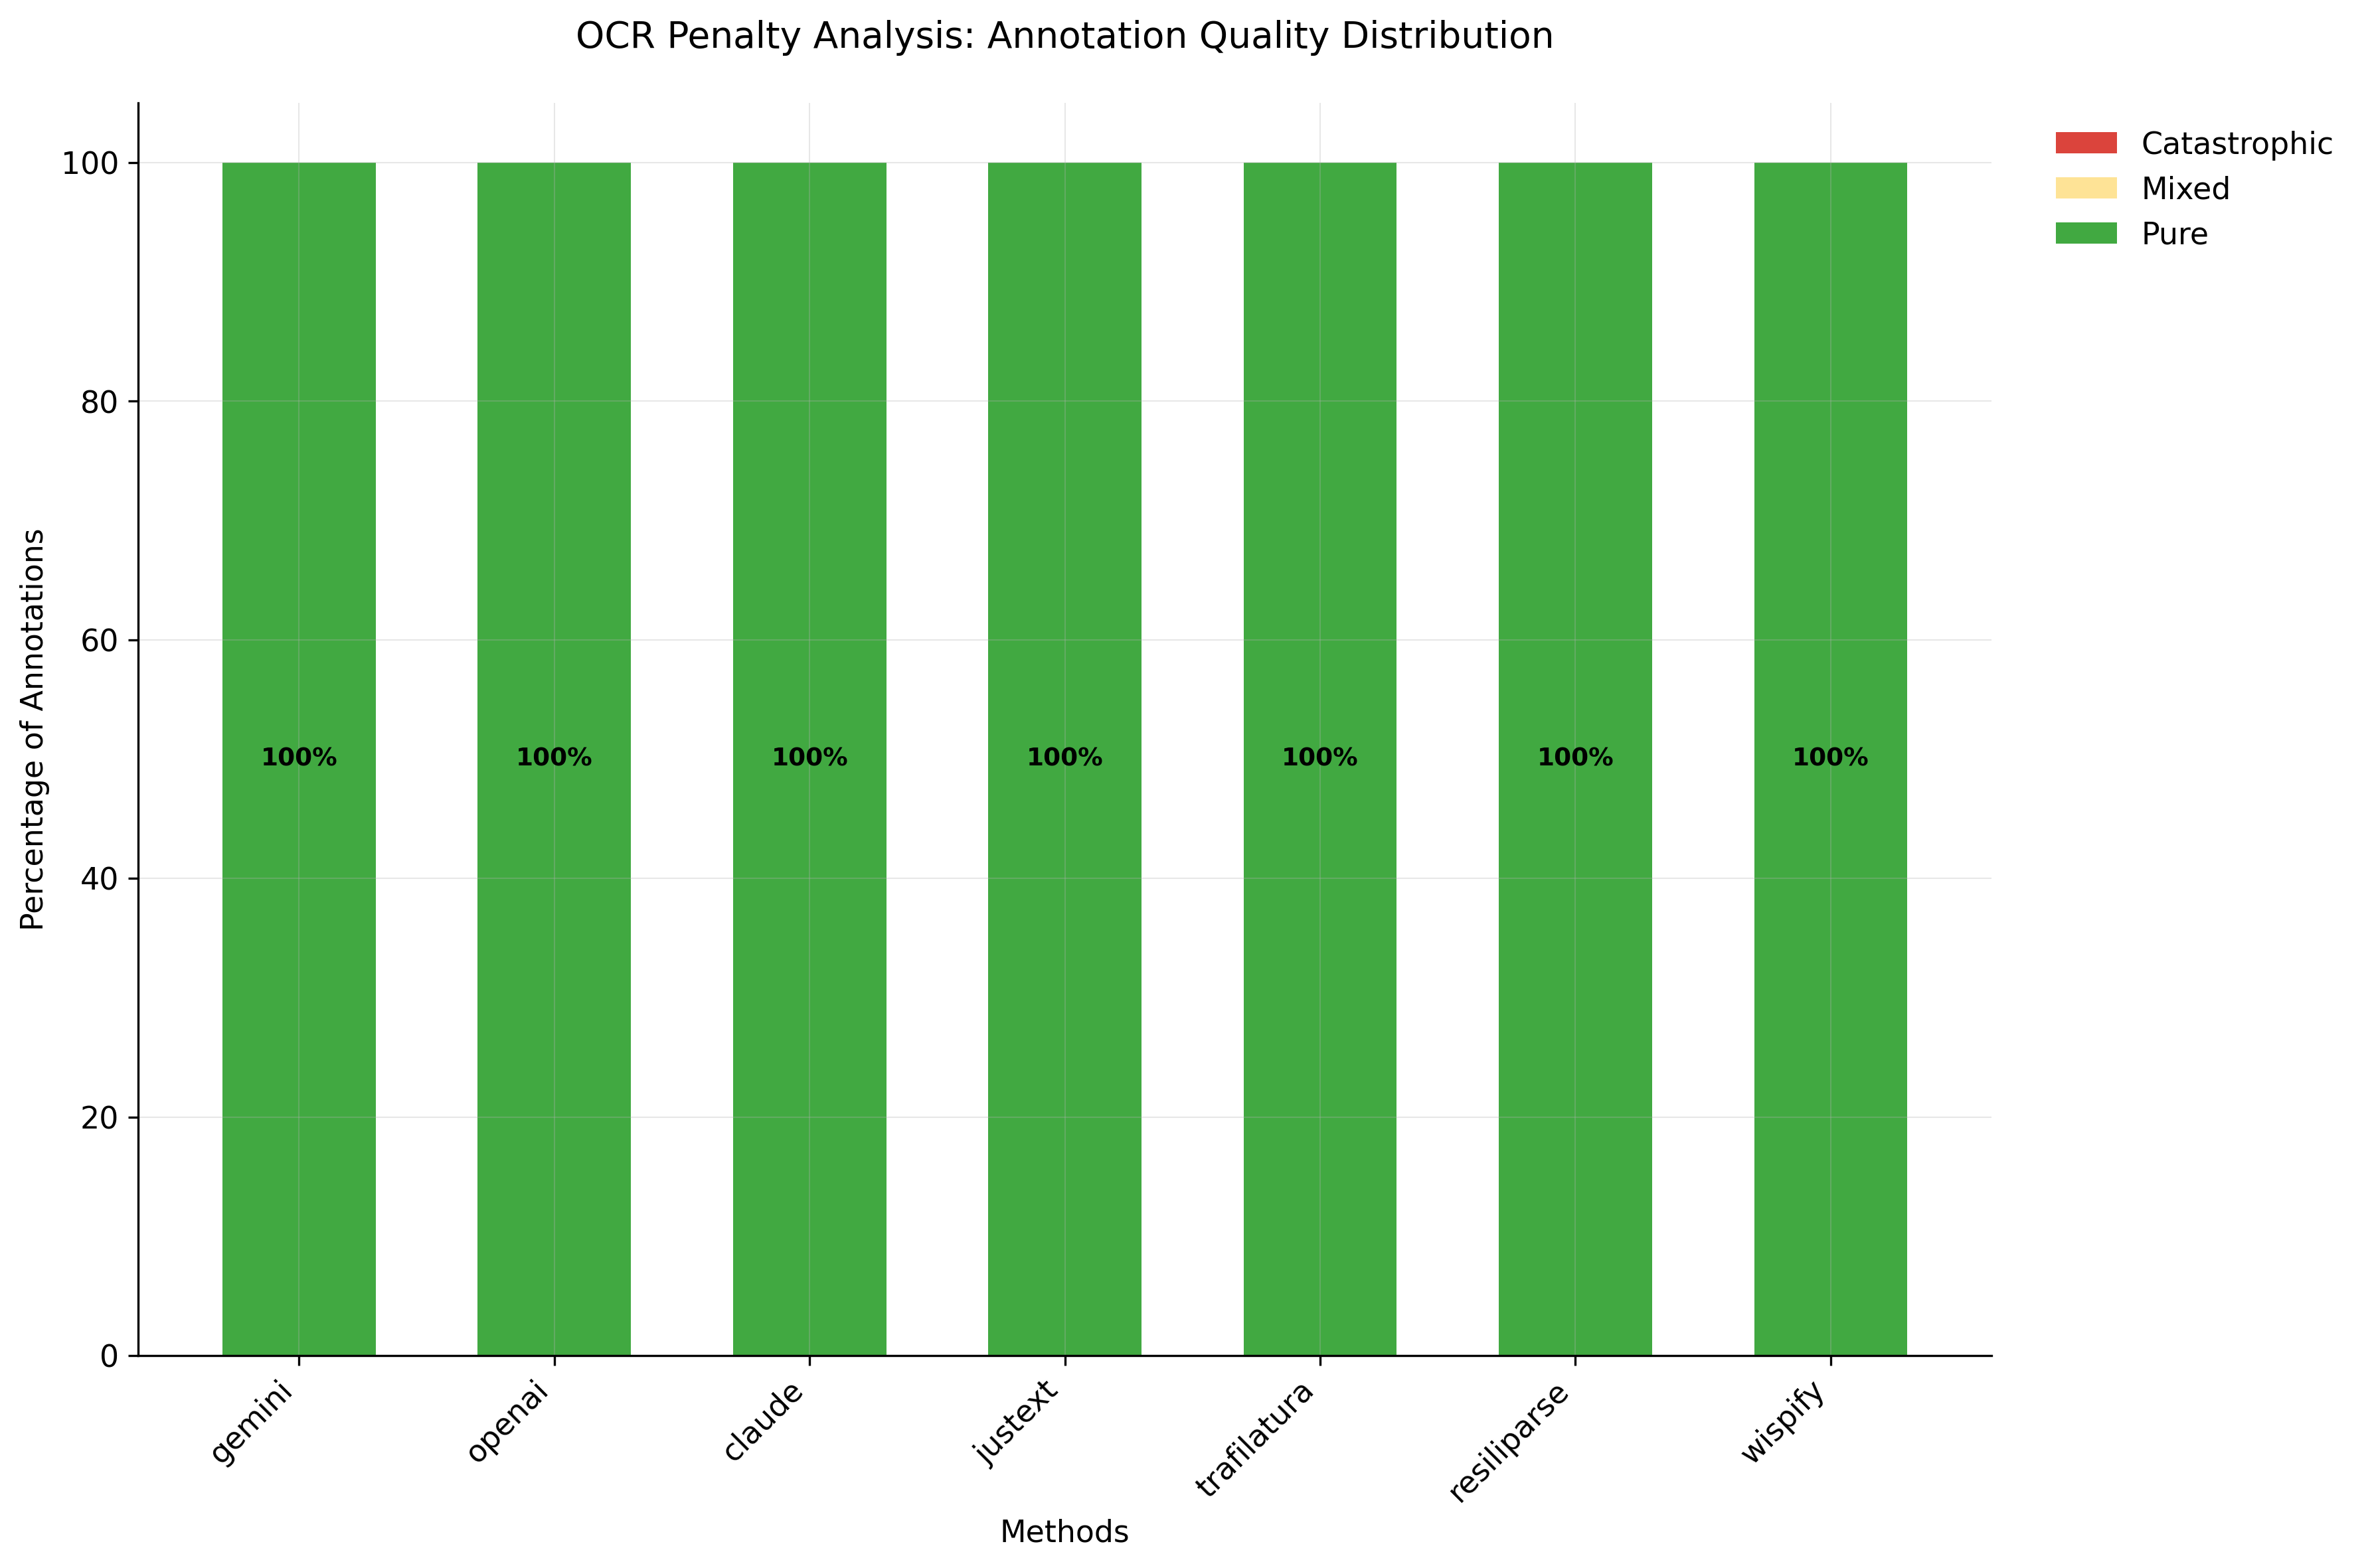 OCR Penalty Analysis: Annotation Quality Distribution
Catastrophic
Mixed
Pure
Percentage of Annotations
100
80
60
40
20
0
100% 100% 100% 100% 100% 100% 100%
gemini openai claude justext trafilatura resiliparse wispify
Methods